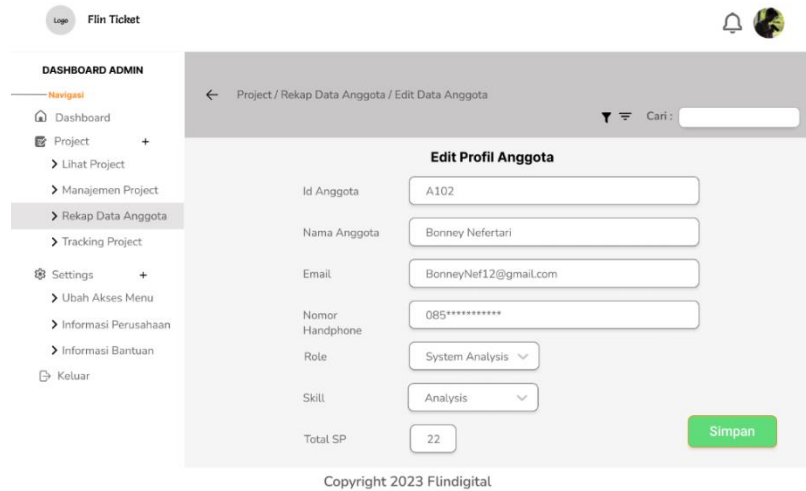 Logo Flin Ticket
DASHBOARD ADMIN
Navigasi
Dashboard
Project +
Lihat Project
Manajemen Project
Rekap Data Anggota
Tracking Project
Settings +
Ubah Akses Menu
Informasi Perusahaan
Informasi Bantuan
Keluar
Project / Rekap Data Anggota / Edit Data Anggota
Cari :
Edit Profil Anggota
Id Anggota A102
Nama Anggota Bonney Nefertari
Email BonneyNef12@gmail.com
Nomor 085***********
Handphone
Role System Analysis
Skill Analysis
Total SP 22
Simpan
Copyright 2023 Flindigital